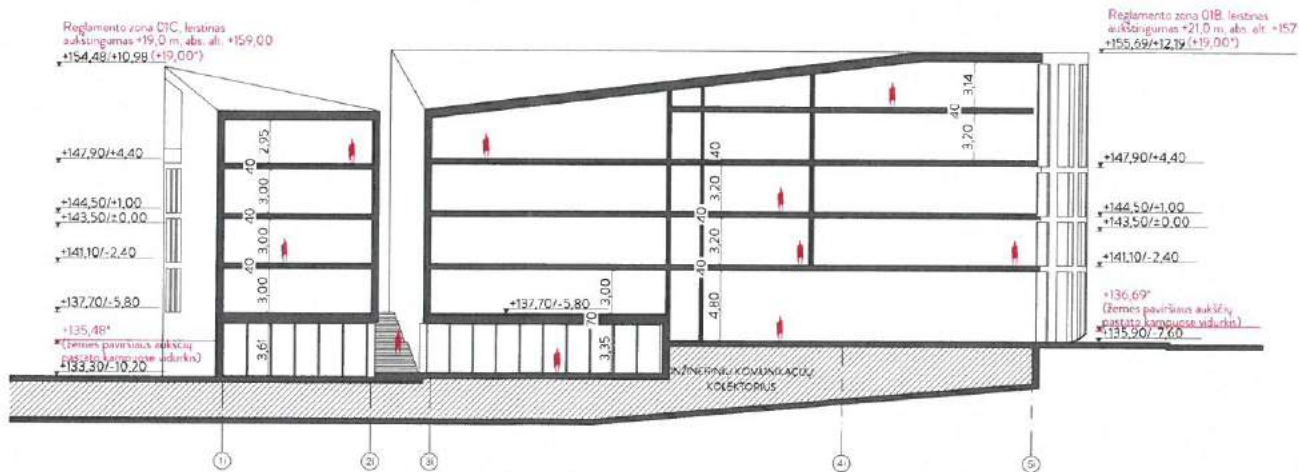 Reglamento zona 01C, leistinas
aukštingumas +19,0 m, abs. alt. +159,00
+154,48/+10,98 (+19,00*)
+147,90/+4,40
+144,50/+1,00
+143,50/±0,00
+141,10/-2,40
+137,70/-5,80
+135,48*
(žemės paviršiaus aukščių
pastato kampuose vidurkis)
+133,30/-10,20
2,95
40
3,00
40
3,00
40
3,00
3,61
+137,70/-5,80
3,00
70
3,35
40
3,20
40
3,20
40
4,80
3,14
40
3,20
INŽINERINIŲ KOMUNIKACIJŲ
KOLEKTORIUS
Reglamento zona 01B, leistinas
aukštingumas +21,0 m, abs. alt. +157
+155,69/+12,19 (+19,00*)
+147,90/+4,40
+144,50/+1,00
+143,50/±0,00
+141,10/-2,40
+136,69*
(žemės paviršiaus aukščių
pastato kampuose vidurkis)
+135,90/-7,60
1i
2i
3i
4i
5i